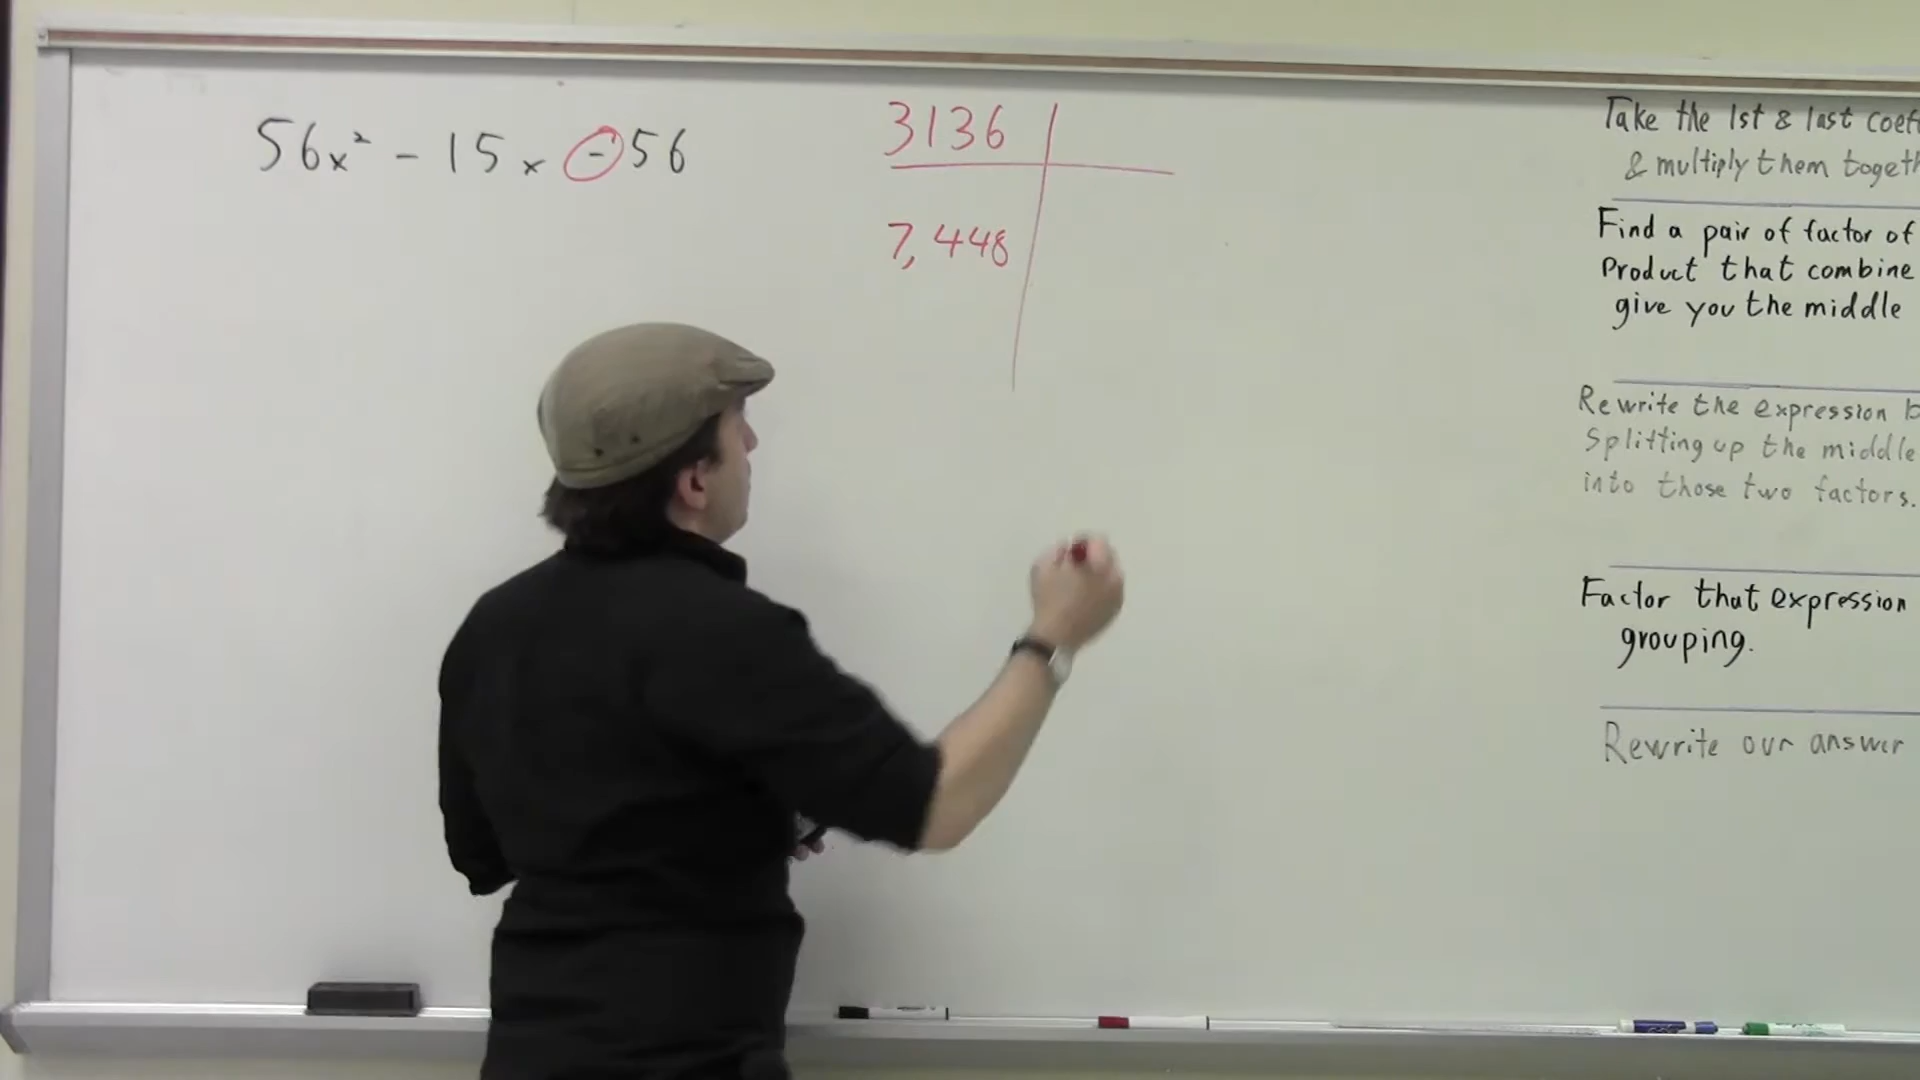 56x² - 15x - 56
3136
7,448
Take the 1st & last
& multiply them
Find a pair of factor of
Product that combine
give you the middle
Rewrite the expression
Splitting up the middle
into those two factors.
Factor that expression
grouping.
Rewrite our answer